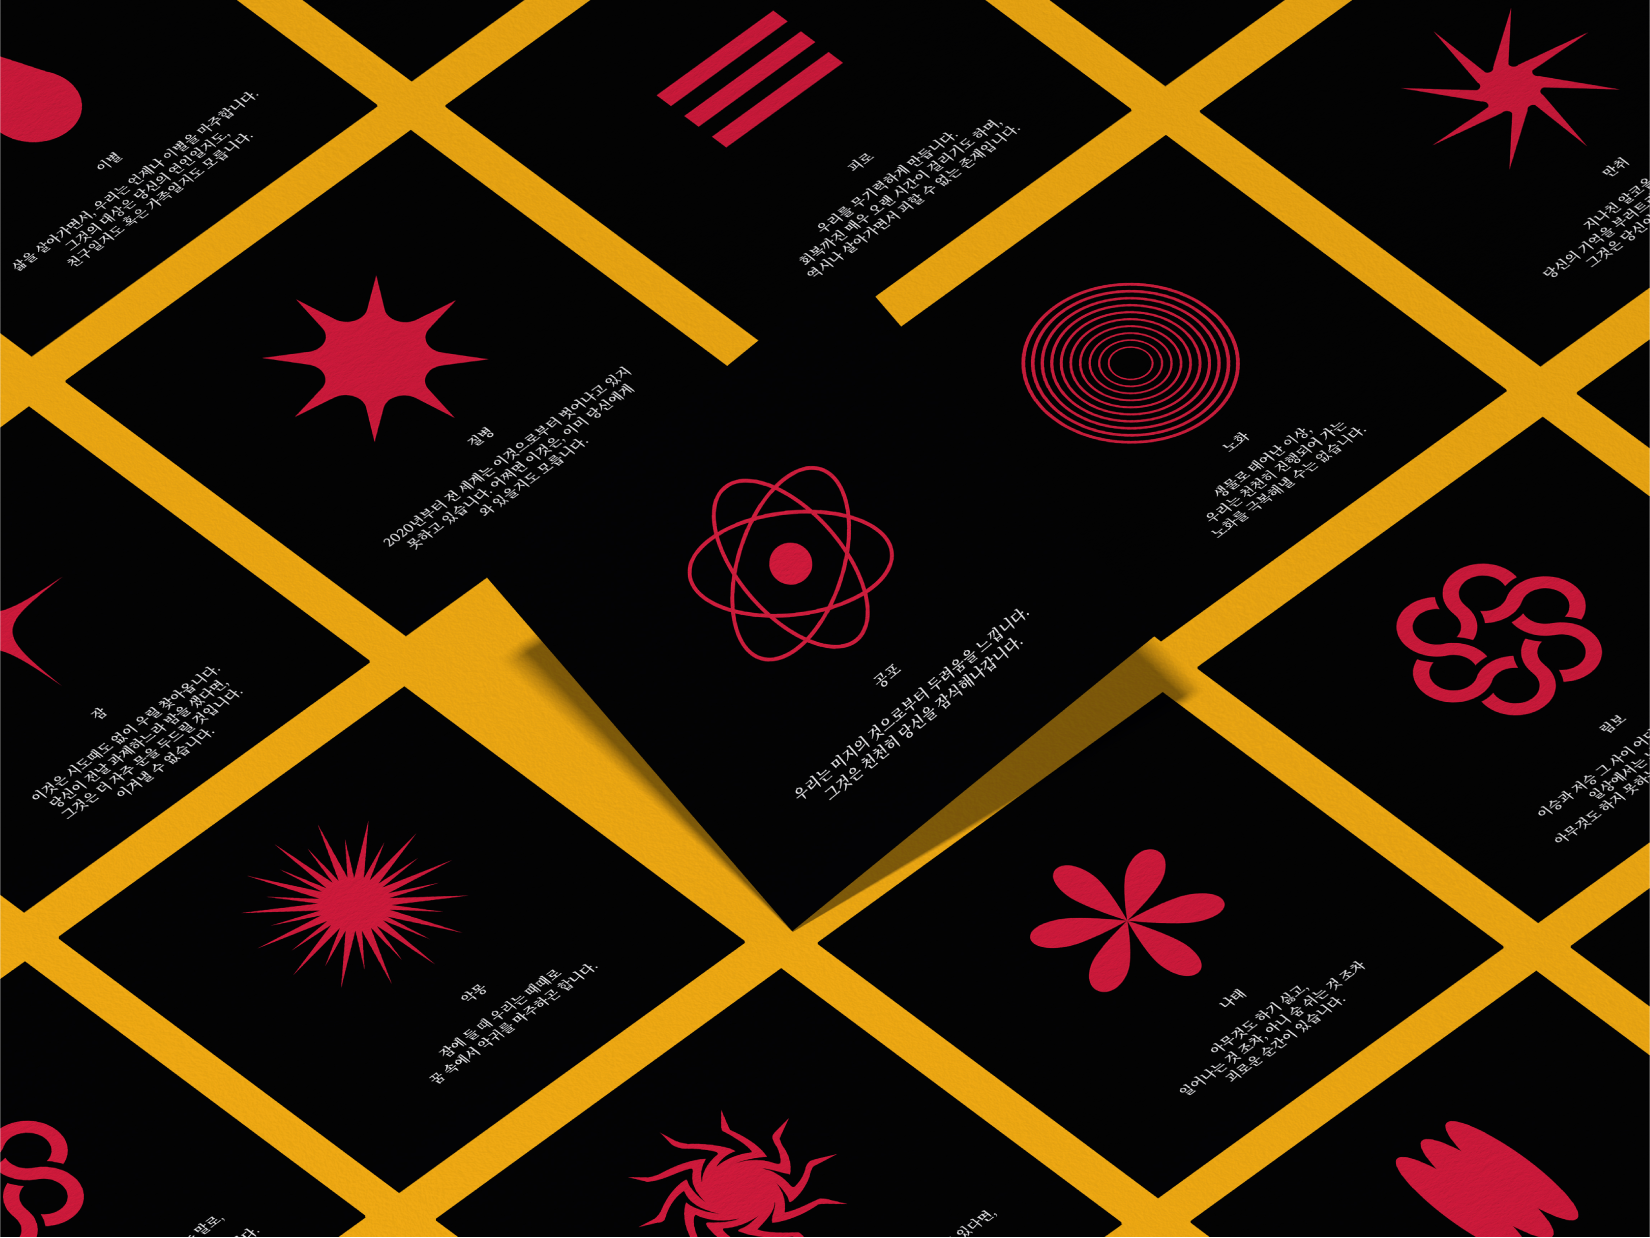 이별
삶을 살아가면서, 우리는 언제나 이별을 마주합니다.
그것의 대상은 당신의 연인일지도,
친구일지도 혹은 가족일지도 모릅니다.
피로
우리를 무기력하게 만듭니다.
회복까진 매우 오랜 시간이 걸리기도 하며,
역시나 살아가면서 피할 수 없는 존재입니다.
만취
지나친 알코올
당신의 기억을 부러트
그것은 당신
질병
2020년부터 전 세계는 이것으로부터 벗어나고 있지
못하고 있습니다. 어쩌면 이것은, 이미 당신에게
와 있을지도 모릅니다.
노화
생물로 태어난 이상,
우리는 천천히 진행되어 가는
노화를 극복해낼 수는 없습니다.
공포
우리는 미지의 것으로부터 두려움을 느낍니다.
그것은 천천히 당신을 잠식해나갑니다.
잠
이것은 시도때도 없이 우릴 찾아옵니다.
당신이 전날 과제하느라 밤을 샜다면,
그것은 더 자주 문을 두드릴 것입니다.
이겨낼 수 없습니다.
림보
이승과 저승 그 사이 어
일상에서는
아무것도 하지 못하
악몽
잠에 들 때 우리는 때때로
꿈 속에서 악귀를 마주하곤 합니다.
나태
아무것도 하기 싫고,
일어나는 것 조차, 아니 숨 쉬는 것 조차
괴로운 순간이 있습니다.
말로,
다.
있다면,